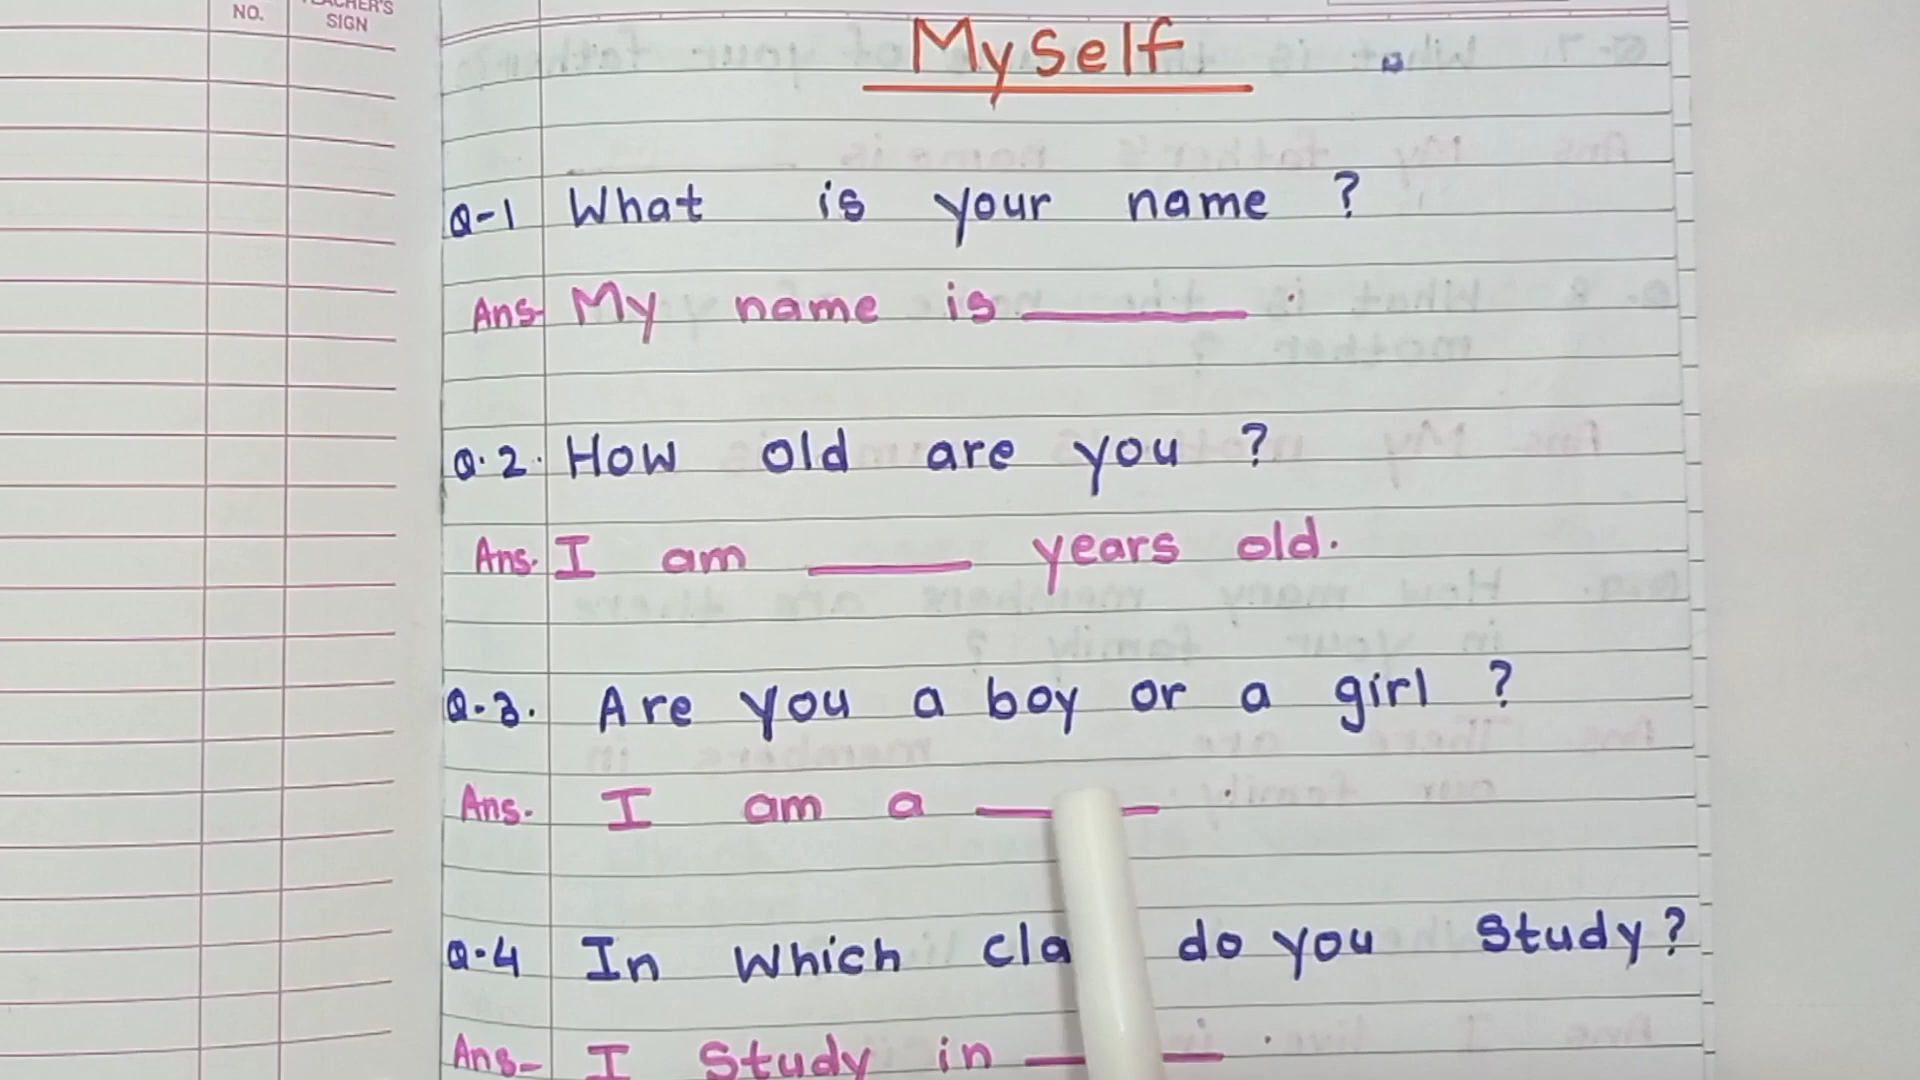 NO.
SIGN
MySelf
Q-1 What is your name ?
Ans- My name is ______ .
Q.2. How old are you ?
Ans. I am ______ years old.
Q.3. Are you a boy or a girl ?
Ans. I am a ______ .
Q.4 In which cla do you Study?
Ans- I Study in ______ .